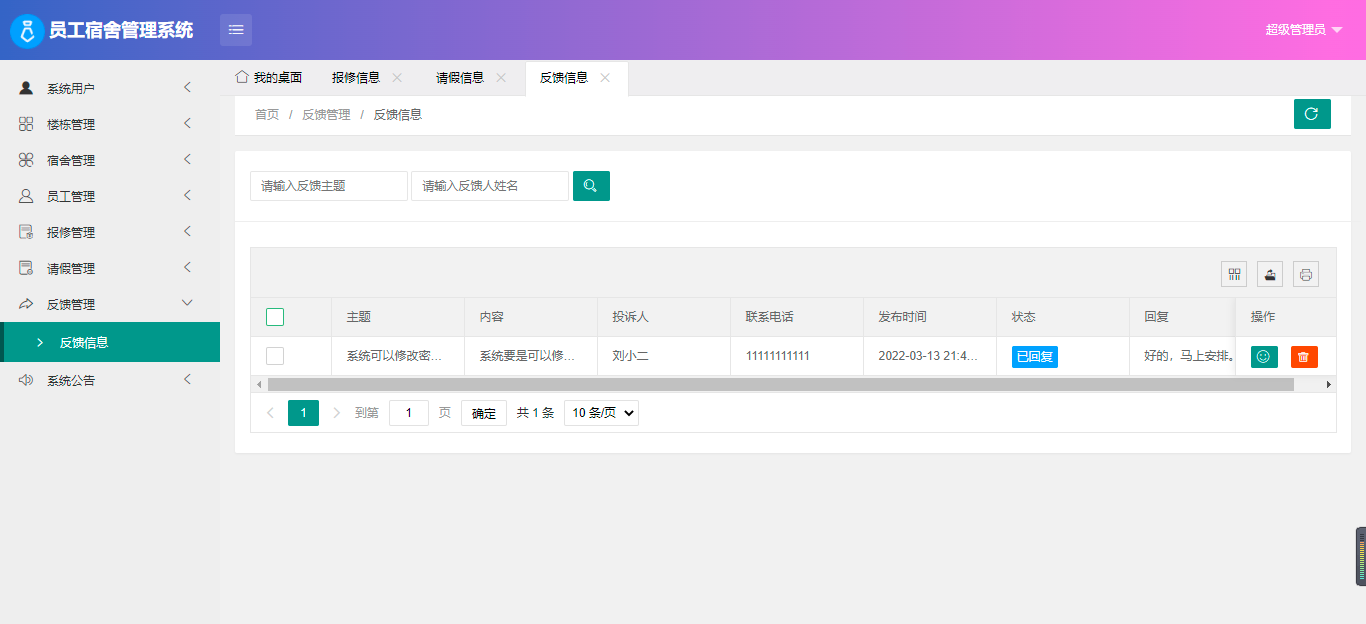 员工宿舍管理系统
超级管理员
系统用户
楼栋管理
宿舍管理
员工管理
报修管理
请假管理
反馈管理
反馈信息
系统公告
我的桌面 报修信息 请假信息 反馈信息
首页 / 反馈管理 / 反馈信息
请输入反馈主题 请输入反馈人姓名
主题 内容 投诉人 联系电话 发布时间 状态 回复 操作
系统可以修改密... 系统要是可以修... 刘小二 11111111111 2022-03-13 21:4... 已回复 好的，马上安排。
1 到第 1 页 确定 共 1 条 10 条/页